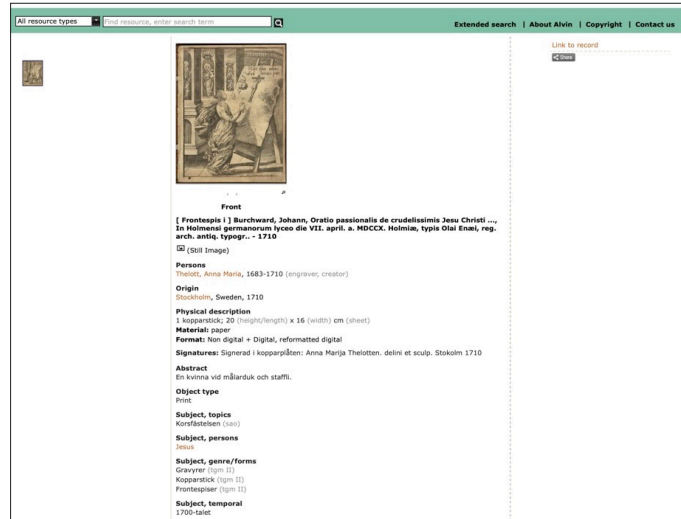 All resource types
Find resource, enter search term
Extended search | About Alvin | Copyright | Contact us
Link to record
Share
Front
[ Frontespis i ] Burchward, Johann, Oratio passionalis de crudelissimis Jesu Christi ...,
In Holmensi germanorum lyceo die VII. april. a. MDCCX. Holmiæ, typis Olai Enæi, reg.
arch. antiq. typogr.. - 1710
(Still Image)
Persons
Thelott, Anna Maria, 1683-1710 (engraver, creator)
Origin
Stockholm, Sweden, 1710
Physical description
1 kopparstick; 20 (height/length) x 16 (width) cm (sheet)
Material: paper
Format: Non digital + Digital, reformatted digital
Signatures: Signerad i kopparplåten: Anna Marija Thelotten. delini et sculp. Stokolm 1710
Abstract
En kvinna vid målarduk och staffli.
Object type
Print
Subject, topics
Korsfästelsen (sao)
Subject, persons
Jesus
Subject, genre/forms
Gravyrer (tgm II)
Kopparstick (tgm II)
Frontespiser (tgm II)
Subject, temporal
1700-talet